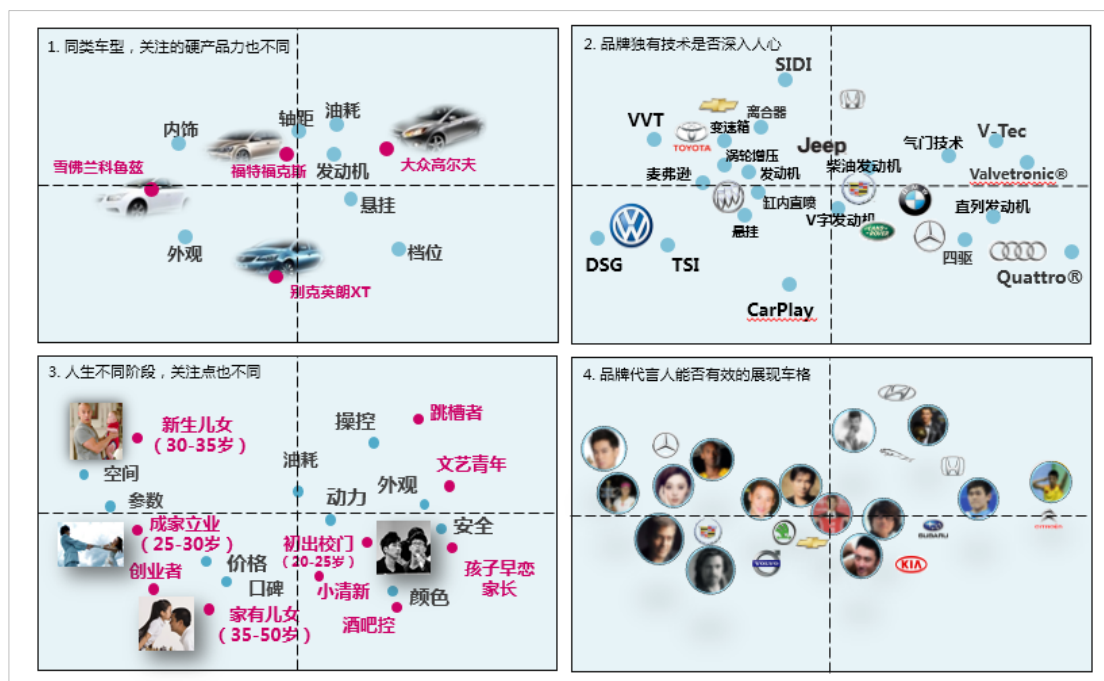 1. 同类车型，关注的硬产品力也不同
内饰
轴距
油耗
雪佛兰科鲁兹
福特福克斯
发动机
大众高尔夫
悬挂
外观
档位
别克英朗XT
2. 品牌独有技术是否深入人心
SIDI
VVT
TOYOTA
变速箱
离合器
Jeep
气门技术
V-Tec
涡轮增压
麦弗逊
发动机
柴油发动机
Valvetronic®
缸内直喷
V字发动机
直列发动机
悬挂
四驱
DSG
TSI
Quattro®
CarPlay
3. 人生不同阶段，关注点也不同
新生儿女
（30-35岁）
操控
跳槽者
空间
油耗
文艺青年
参数
动力
外观
成家立业
（25-30岁）
初出校门
（20-25岁）
安全
创业者
价格
口碑
小清新
颜色
孩子早恋
家长
家有儿女
（35-50岁）
酒吧控
4. 品牌代言人能否有效的展现车格
CITROËN
SUBARU
VOLVO
KIA